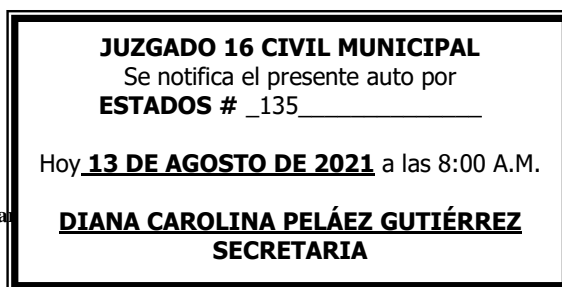 JUZGADO 16 CIVIL MUNICIPAL
Se notifica el presente auto por
ESTADOS # _135______________
Hoy 13 DE AGOSTO DE 2021 a las 8:00 A.M.
DIANA CAROLINA PELÁEZ GUTIÉRREZ
SECRETARIA